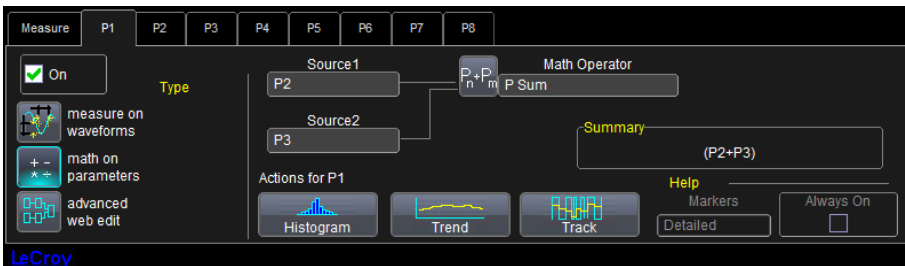 Measure P1 P2 P3 P4 P5 P6 P7 P8
On
Type
measure on
waveforms
math on
parameters
advanced
web edit
Source1
P2
Source2
P3
Math Operator
Pn+Pm P Sum
Summary
(P2+P3)
Actions for P1
Histogram
Trend
Track
Help
Markers
Detailed
Always On
LeCroy